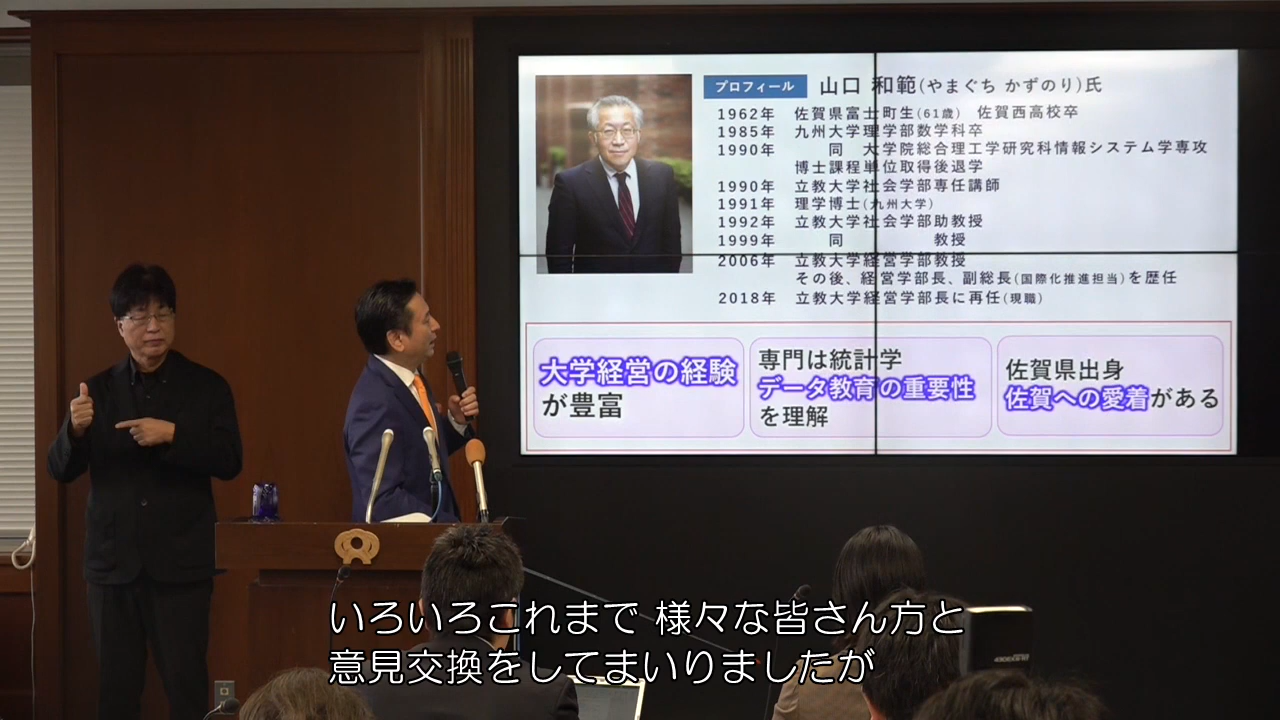 プロフィール 山口 和範(やまぐち かずのり)氏
1962年 佐賀県富士町生(61歳) 佐賀西高校卒
1985年 九州大学理学部数学科卒
1990年 同 大学院総合理工学研究科情報システム学専攻
博士課程単位取得後退学
1990年 立教大学社会学部専任講師
1991年 理学博士(九州大学)
1992年 立教大学社会学部助教授
1999年 同 教授
2006年 立教大学経営学部教授
その後、経営学部長、副総長(国際化推進担当)を歴任
2018年 立教大学経営学部長に再任(現職)
大学経営の経験
が豊富
専門は統計学
データ教育の重要性
を理解
佐賀県出身
佐賀への愛着がある
いろいろこれまで 様々な皆さん方と
意見交換をしてまいりましたが